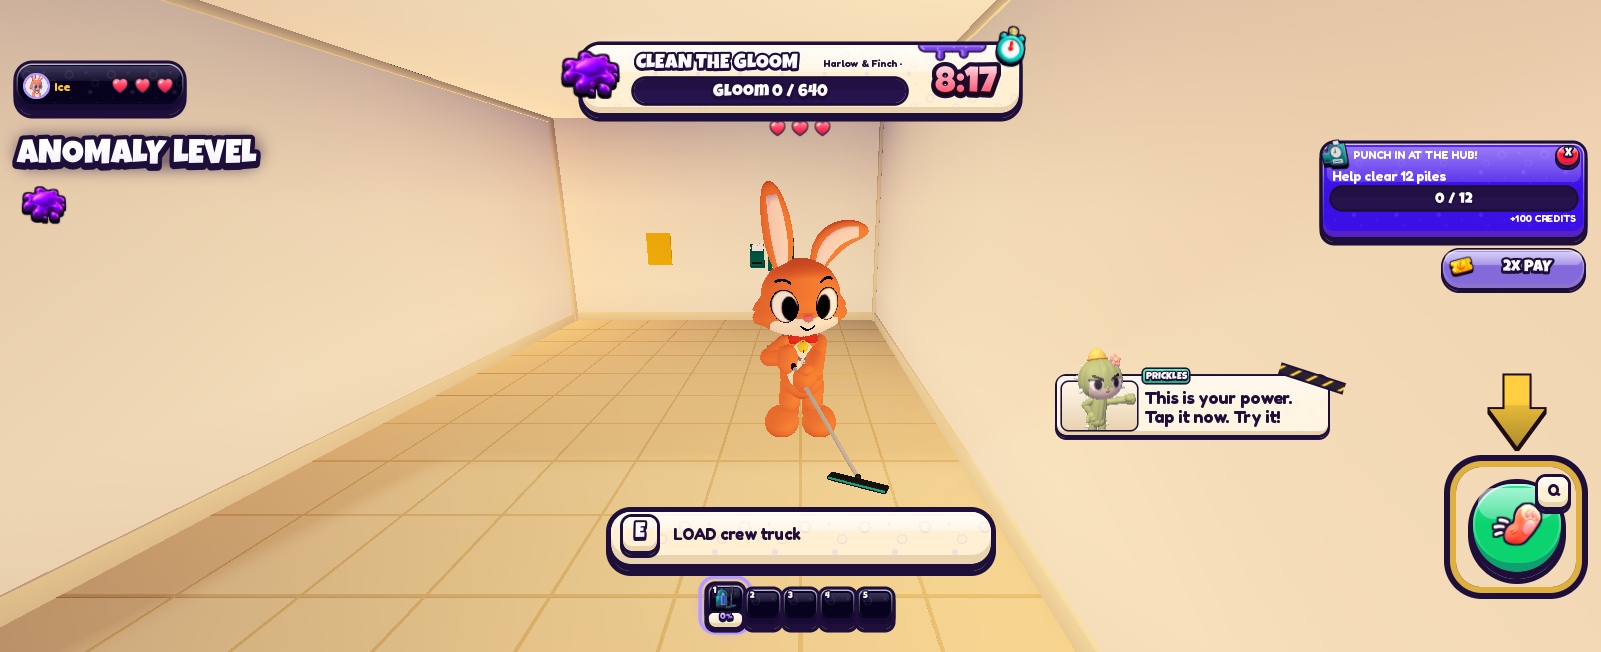 CLEAN THE GLOOM
Harlow & Finch ·
8:17
Gloom 0 / 640
Ice
ANOMALY LEVEL
PUNCH IN AT THE HUB!
X
Help clear 12 piles
0 / 12
+100 CREDITS
2X PAY
PRICKLES
This is your power.
Tap it now. Try it!
Q
E
LOAD crew truck
1
2
3
4
5
0%